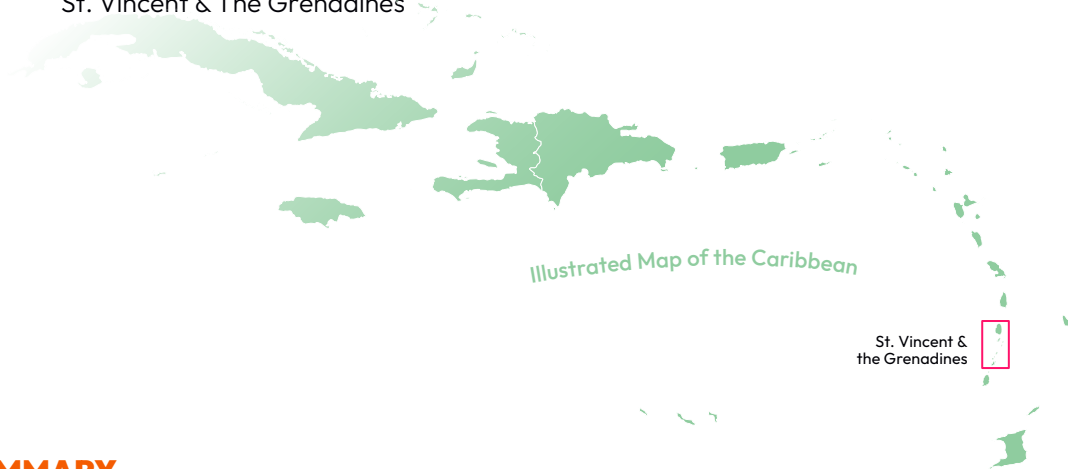 St. Vincent & The Grenadines
Illustrated Map of the Caribbean
St. Vincent &
the Grenadines